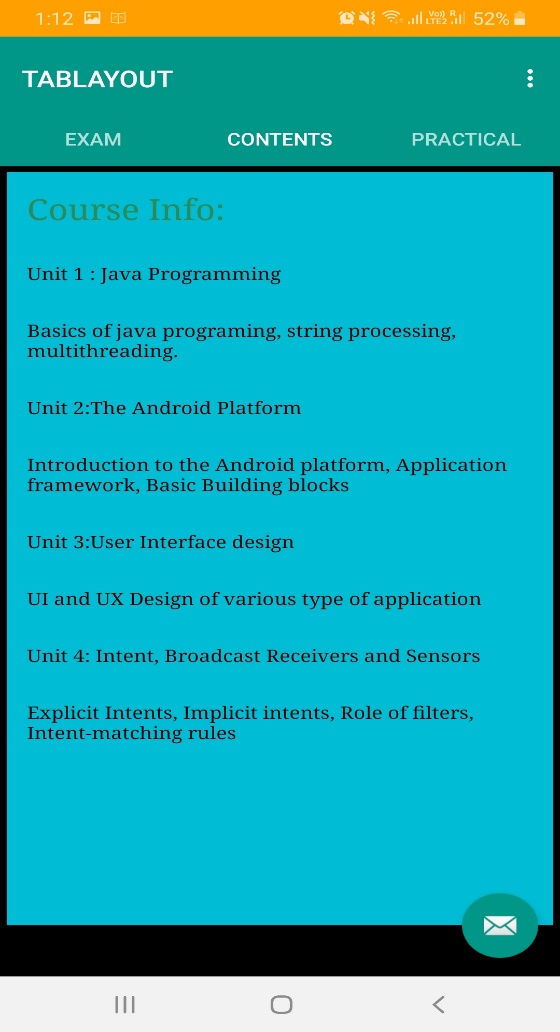 1:12
Vo)) R
LTE2 52%
TABLAYOUT
EXAM CONTENTS PRACTICAL
Course Info:
Unit 1 : Java Programming
Basics of java programing, string processing,
multithreading.
Unit 2:The Android Platform
Introduction to the Android platform, Application
framework, Basic Building blocks
Unit 3:User Interface design
UI and UX Design of various type of application
Unit 4: Intent, Broadcast Receivers and Sensors
Explicit Intents, Implicit intents, Role of filters,
Intent-matching rules